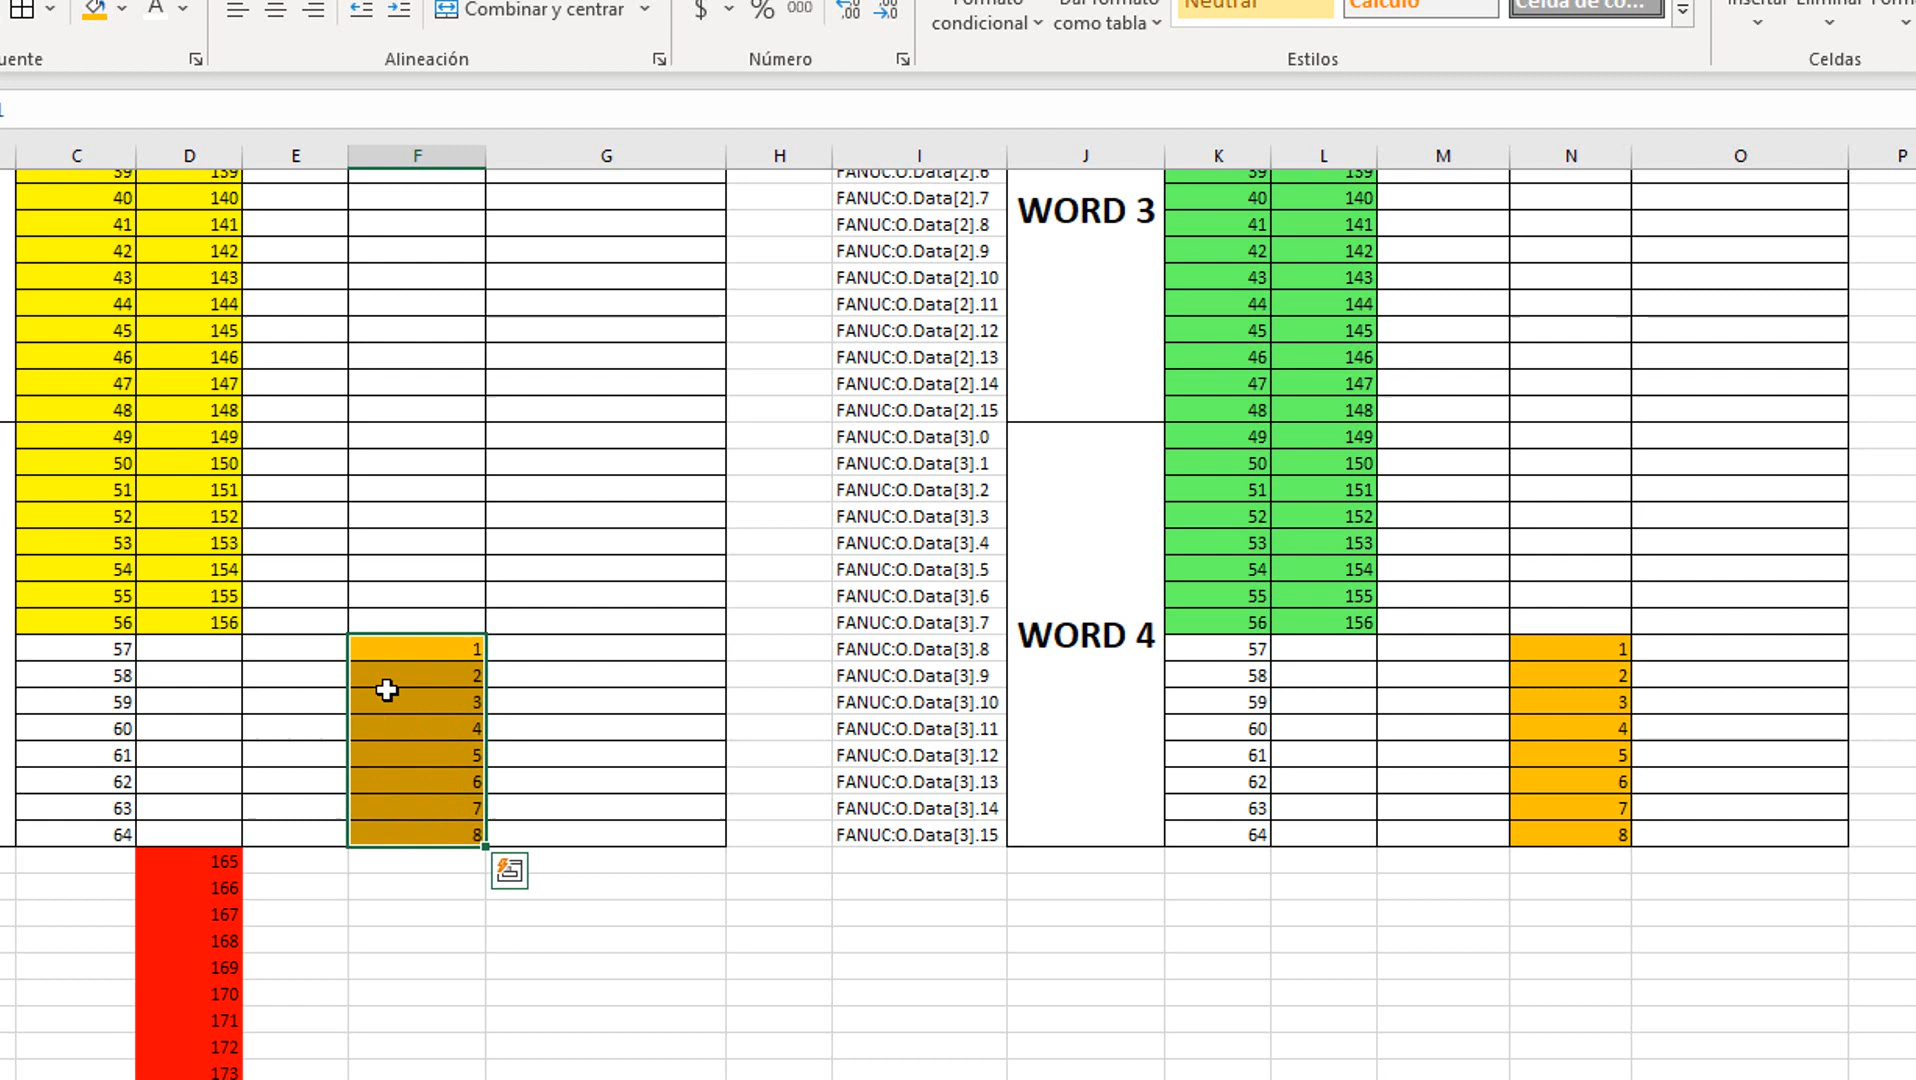 Combinar y centrar
$ % 000
Formato Dar formato
condicional como tabla
Neutral
Cálculo
Celda de co...
Insertar Eliminar Forma
uente Alineación Número Estilos Celdas
C D E F G H I J K L M N O P
39 139 FANUC:O.Data[2].6 39 139
40 140 FANUC:O.Data[2].7 WORD 3 40 140
41 141 FANUC:O.Data[2].8 41 141
42 142 FANUC:O.Data[2].9 42 142
43 143 FANUC:O.Data[2].10 43 143
44 144 FANUC:O.Data[2].11 44 144
45 145 FANUC:O.Data[2].12 45 145
46 146 FANUC:O.Data[2].13 46 146
47 147 FANUC:O.Data[2].14 47 147
48 148 FANUC:O.Data[2].15 48 148
49 149 FANUC:O.Data[3].0 49 149
50 150 FANUC:O.Data[3].1 50 150
51 151 FANUC:O.Data[3].2 51 151
52 152 FANUC:O.Data[3].3 52 152
53 153 FANUC:O.Data[3].4 53 153
54 154 FANUC:O.Data[3].5 54 154
55 155 FANUC:O.Data[3].6 55 155
56 156 FANUC:O.Data[3].7 WORD 4 56 156
57 1 FANUC:O.Data[3].8 57 1
58 2 FANUC:O.Data[3].9 58 2
59 3 FANUC:O.Data[3].10 59 3
60 4 FANUC:O.Data[3].11 60 4
61 5 FANUC:O.Data[3].12 61 5
62 6 FANUC:O.Data[3].13 62 6
63 7 FANUC:O.Data[3].14 63 7
64 8 FANUC:O.Data[3].15 64 8
165
166
167
168
169
170
171
172
173